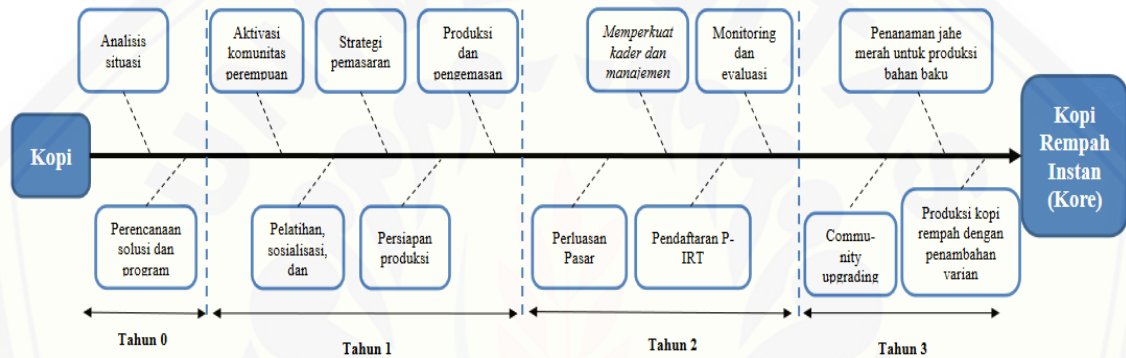 Analisis
situasi
Aktivasi
komunitas
perempuan
Strategi
pemasaran
Produksi
dan
pengemasan
Memperkuat
kader dan
manajemen
Monitoring
dan
evaluasi
Penanaman jahe
merah untuk produksi
bahan baku
Kopi
Kopi
Rempah
Instan
(Kore)
Perencanaan
solusi dan
program
Pelatihan,
sosialisasi,
dan
Persiapan
produksi
Perluasan
Pasar
Pendaftaran P-
IRT
Commu-
nity
upgrading
Produksi kopi
rempah dengan
penambahan
varian
Tahun 0
Tahun 1
Tahun 2
Tahun 3